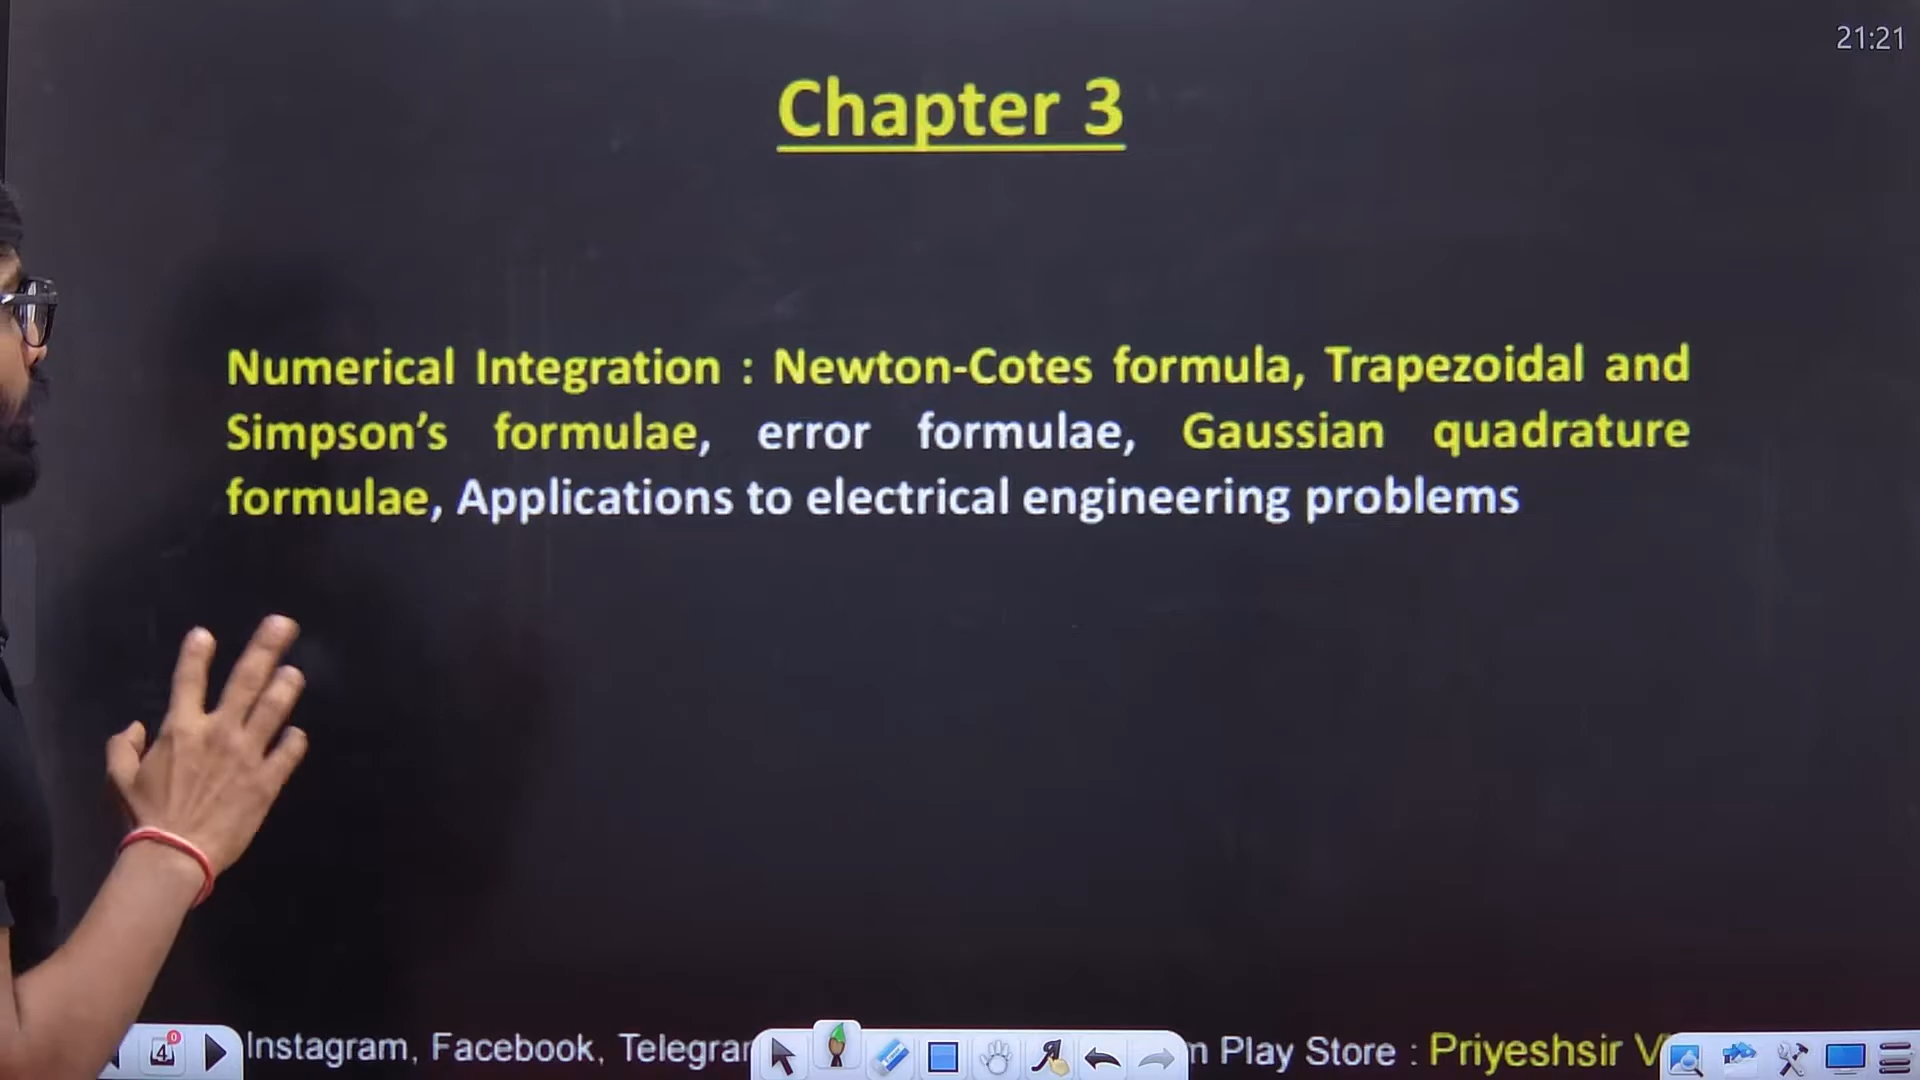 21:21
Chapter 3
Numerical Integration : Newton-Cotes formula, Trapezoidal and
Simpson’s formulae, error formulae, Gaussian quadrature
formulae, Applications to electrical engineering problems
4 0 Instagram, Facebook, Play Store : Priyeshsir